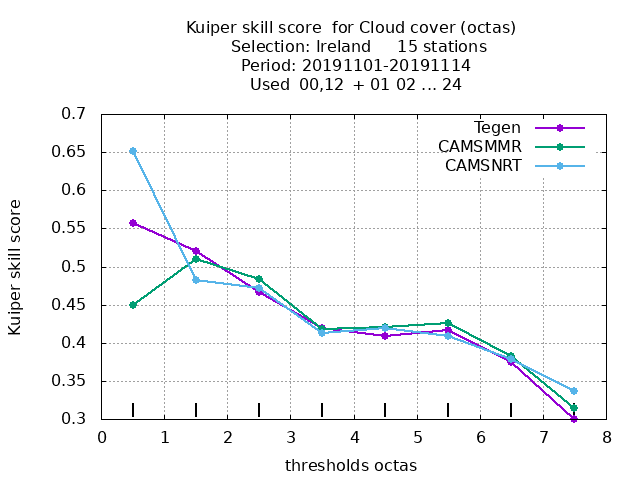 Kuiper skill score  for Cloud cover (octas)
Selection: Ireland     15 stations
Period: 20191101-20191114
Used  00,12  + 01 02 ... 24
0.7
0.65
0.6
0.55
0.5
0.45
0.4
0.35
0.3
Kuiper skill score
Tegen
CAMSMMR
CAMSNRT
0 1 2 3 4 5 6 7 8
thresholds octas